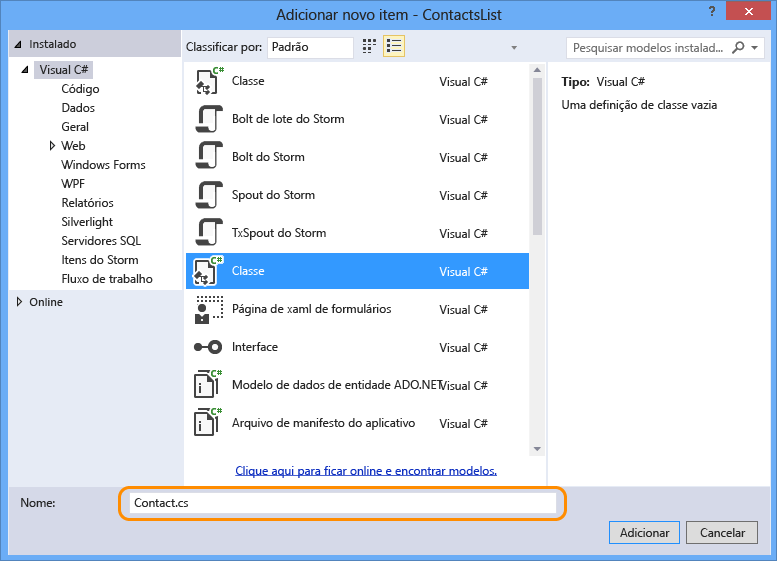 Adicionar novo item - ContactsList
?
Instalado
Classificar por: Padrão
Pesquisar modelos instalad...
Visual C#
Código
Dados
Geral
Web
Windows Forms
WPF
Relatórios
Silverlight
Servidores SQL
Itens do Storm
Fluxo de trabalho
Online
C# Classe Visual C#
Bolt de lote do Storm Visual C#
Bolt do Storm Visual C#
Spout do Storm Visual C#
TxSpout do Storm Visual C#
C# Classe Visual C#
Página de xaml de formulários Visual C#
Interface Visual C#
C# Modelo de dados de entidade ADO.NET Visual C#
C# Arquivo de manifesto do aplicativo Visual C#
Clique aqui para ficar online e encontrar modelos.
Tipo: Visual C#
Uma definição de classe vazia
Nome: Contact.cs
Adicionar Cancelar